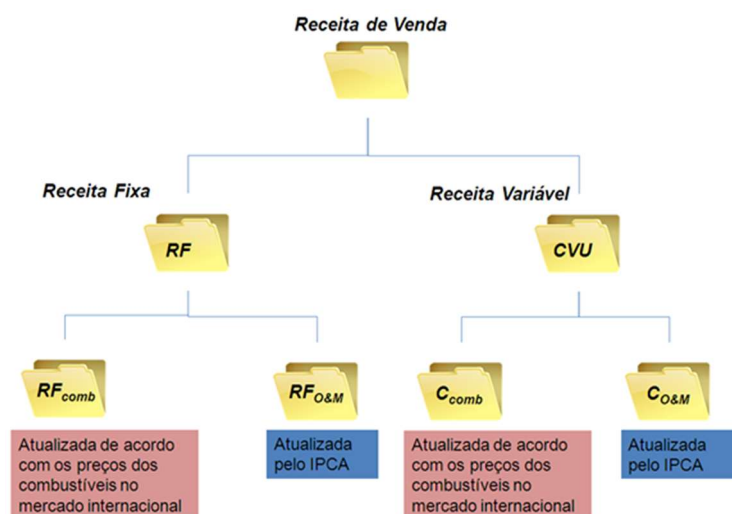 Receita de Venda
Receita Fixa
Receita Variável
RF
CVU
RFcomb
RFO&M
Ccomb
CO&M
Atualizada de acordo
com os preços dos
combustíveis no
mercado internacional
Atualizada
pelo IPCA
Atualizada de acordo
com os preços dos
combustíveis no
mercado internacional
Atualizada
pelo IPCA